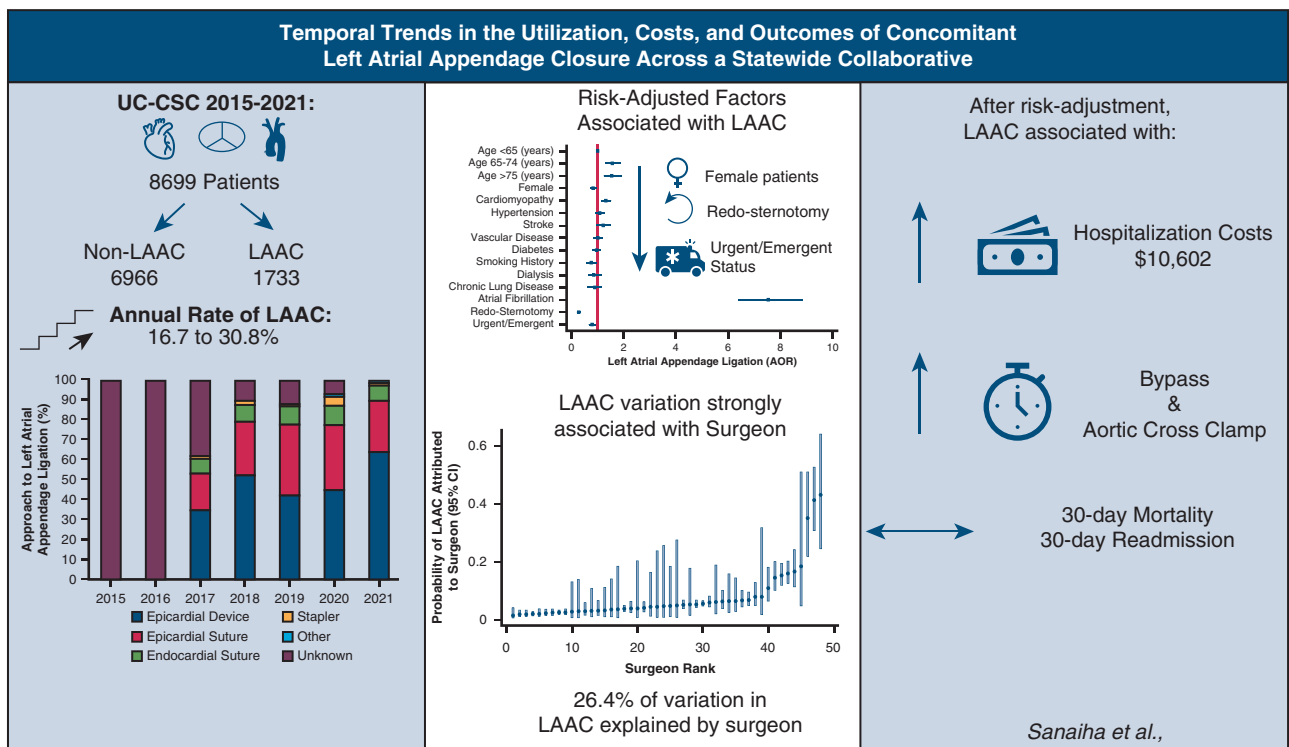 Temporal Trends in the Utilization, Costs, and Outcomes of Concomitant
Left Atrial Appendage Closure Across a Statewide Collaborative
UC-CSC 2015-2021:
8699 Patients
Non-LAAC
6966
LAAC
1733
Annual Rate of LAAC:
16.7 to 30.8%
Approach to Left Atrial
Appendage Ligation (%)
100
90
80
70
60
50
40
30
20
10
0
2015 2016 2017 2018 2019 2020 2021
Epicardial Device
Epicardial Suture
Endocardial Suture
Stapler
Other
Unknown
Risk-Adjusted Factors
Associated with LAAC
Age <65 (years)
Age 65-74 (years)
Age >75 (years)
Female
Cardiomyopathy
Hypertension
Stroke
Vascular Disease
Diabetes
Smoking History
Dialysis
Chronic Lung Disease
Atrial Fibrillation
Redo-Sternotomy
Urgent/Emergent
0 2 4 6 8 10
Left Atrial Appendage Ligation (AOR)
Female patients
Redo-sternotomy
Urgent/Emergent
Status
LAAC variation strongly
associated with Surgeon
Probability of LAAC Attributed
to Surgeon (95% CI)
0.6
0.4
0.2
0
0 10 20 30 40 50
Surgeon Rank
26.4% of variation in
LAAC explained by surgeon
After risk-adjustment,
LAAC associated with:
Hospitalization Costs
$10,602
Bypass
&
Aortic Cross Clamp
30-day Mortality
30-day Readmission
Sanaiha et al.,